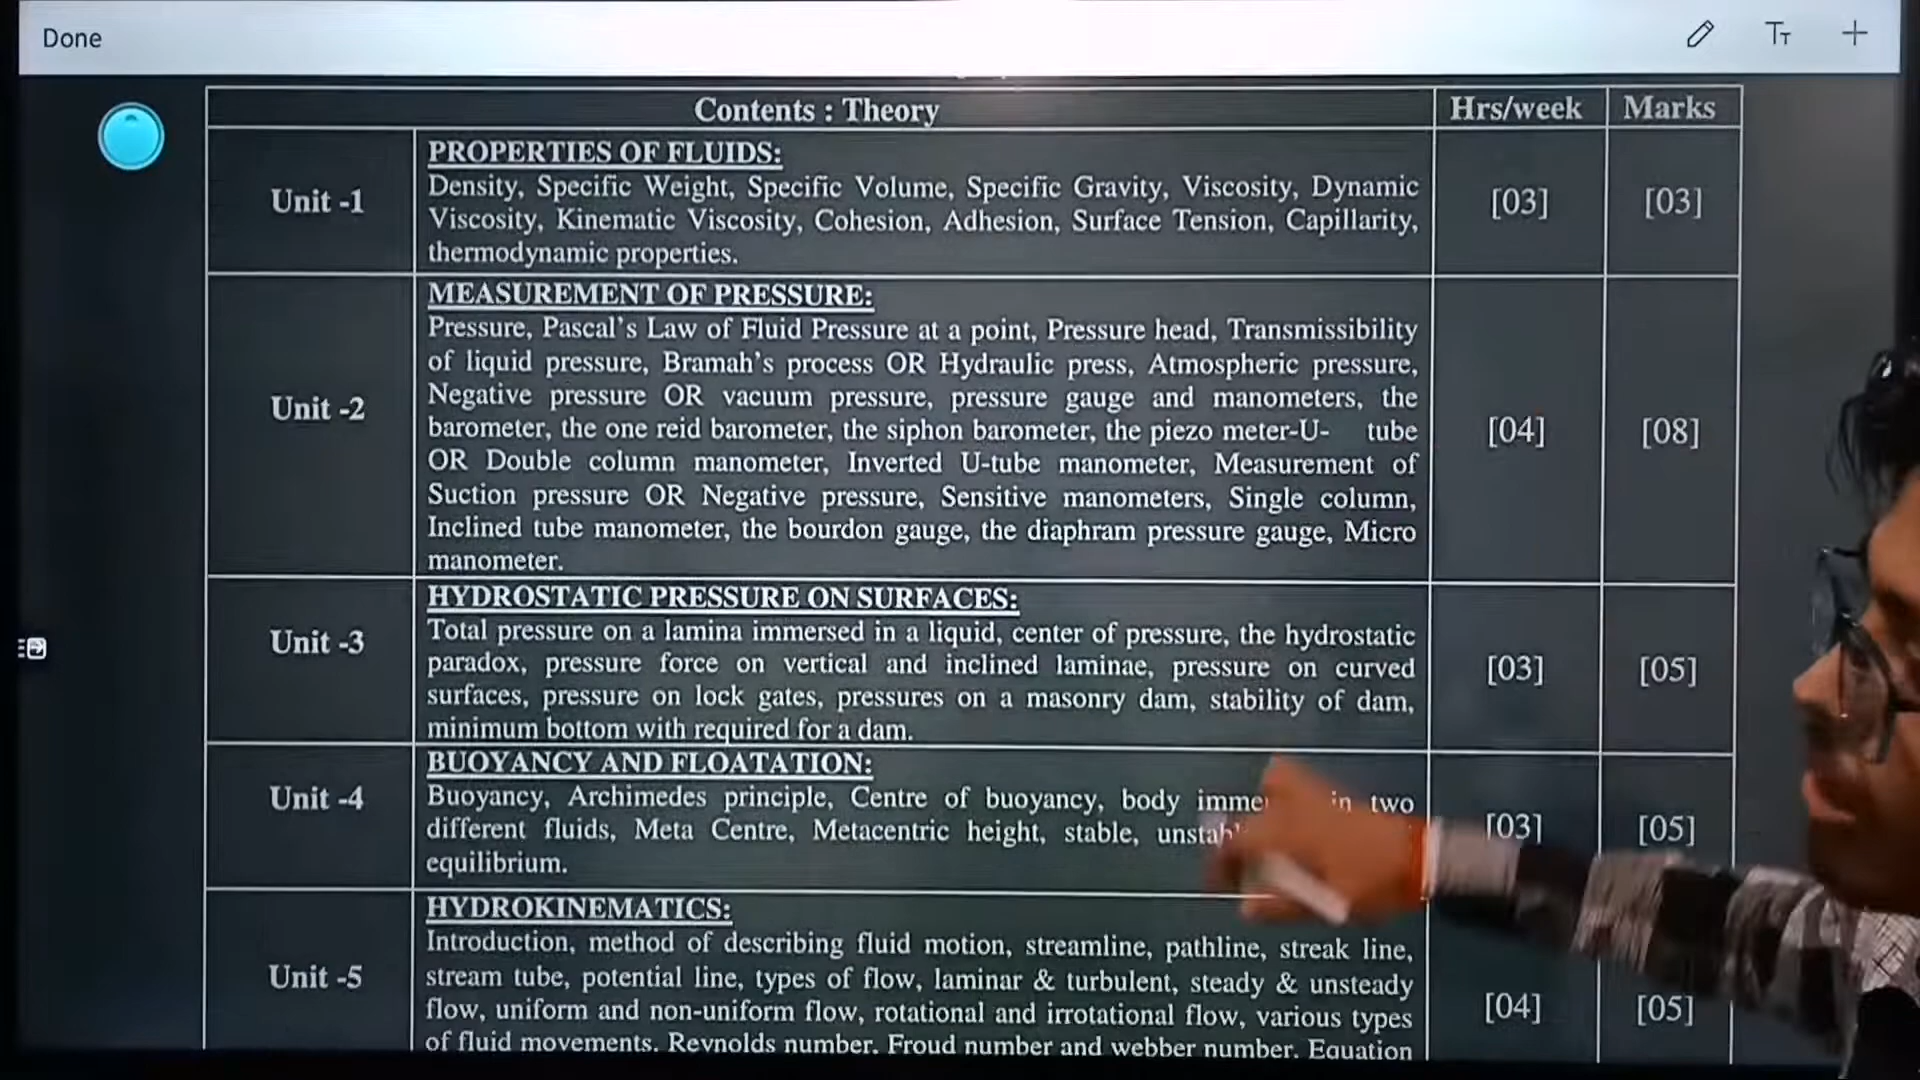 Done
Contents : Theory
Hrs/week
Marks
Unit -1
PROPERTIES OF FLUIDS:
Density, Specific Weight, Specific Volume, Specific Gravity, Viscosity, Dynamic
Viscosity, Kinematic Viscosity, Cohesion, Adhesion, Surface Tension, Capillarity,
thermodynamic properties.
[03]
[03]
Unit -2
MEASUREMENT OF PRESSURE:
Pressure, Pascal's Law of Fluid Pressure at a point, Pressure head, Transmissibility
of liquid pressure, Bramah's process OR Hydraulic press, Atmospheric pressure,
Negative pressure OR vacuum pressure, pressure gauge and manometers, the
barometer, the one reid barometer, the siphon barometer, the piezo meter-U- tube
OR Double column manometer, Inverted U-tube manometer, Measurement of
Suction pressure OR Negative pressure, Sensitive manometers, Single column,
Inclined tube manometer, the bourdon gauge, the diaphram pressure gauge, Micro
manometer.
[04]
[08]
Unit -3
HYDROSTATIC PRESSURE ON SURFACES:
Total pressure on a lamina immersed in a liquid, center of pressure, the hydrostatic
paradox, pressure force on vertical and inclined laminae, pressure on curved
surfaces, pressure on lock gates, pressures on a masonry dam, stability of dam,
minimum bottom with required for a dam.
[03]
[05]
Unit -4
BUOYANCY AND FLOATATION:
Buoyancy, Archimedes principle, Centre of buoyancy, body in two
different fluids, Meta Centre, Metacentric height, stable,
equilibrium.
[03]
[05]
Unit -5
HYDROKINEMATICS:
Introduction, method of describing fluid motion, streamline, pathline, streak line,
stream tube, potential line, types of flow, laminar & turbulent, steady & unsteady
flow, uniform and non-uniform flow, rotational and irrotational flow, various types
of fluid movements. Reynolds number. Froud number and webber number. Equation
[04]
[05]